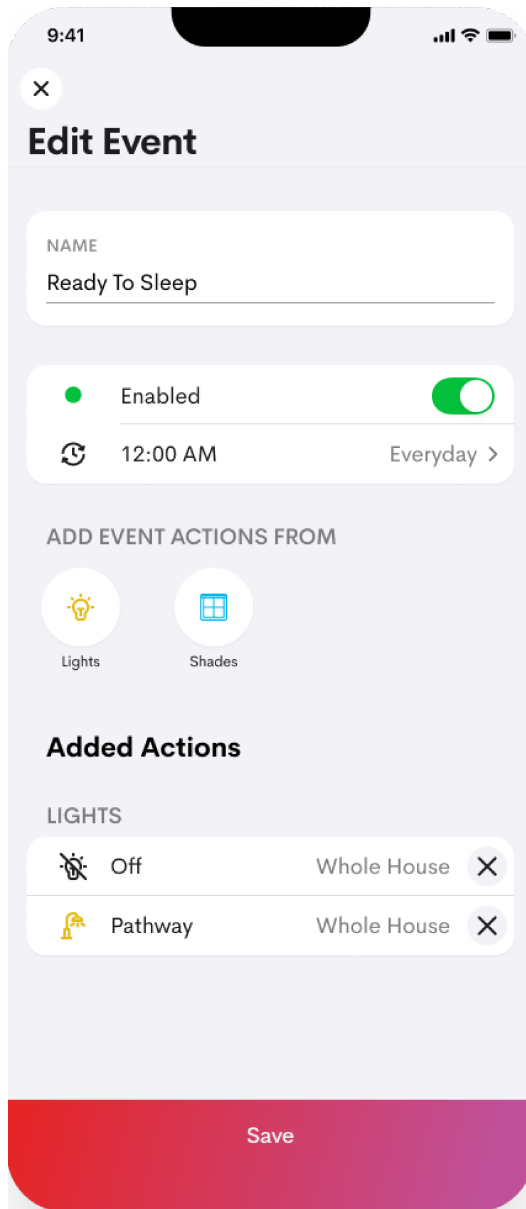 9:41
Edit Event
NAME
Ready To Sleep
Enabled
12:00 AM Everyday
ADD EVENT ACTIONS FROM
Lights Shades
Added Actions
LIGHTS
Off Whole House
Pathway Whole House
Save